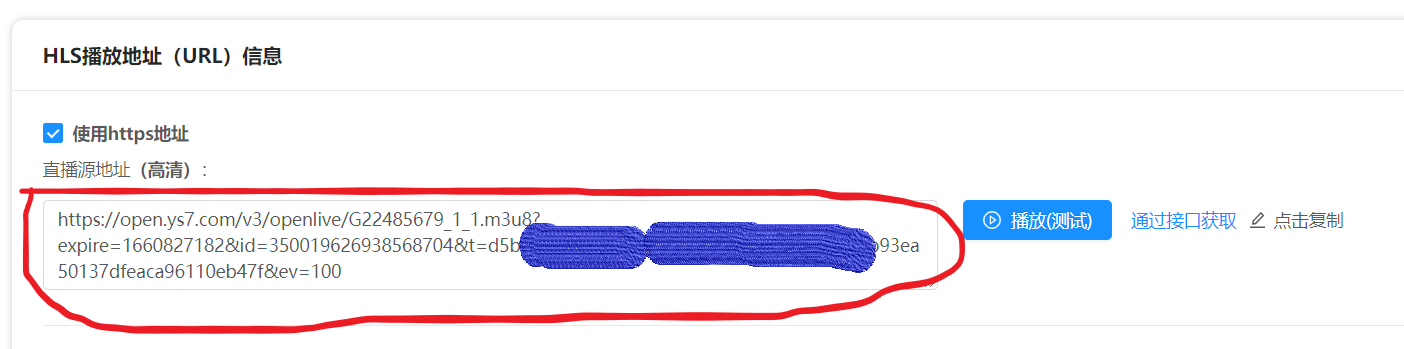 HLS播放地址（URL）信息
使用https地址
直播源地址（高清）:
https://open.ys7.com/v3/openlive/G22485679_1_1.m3u8?
expire=1660827182&id=350019626938568704&t=d5b 93ea
50137dfeaca96110eb47f&ev=100
播放(测试) 通过接口获取 点击复制